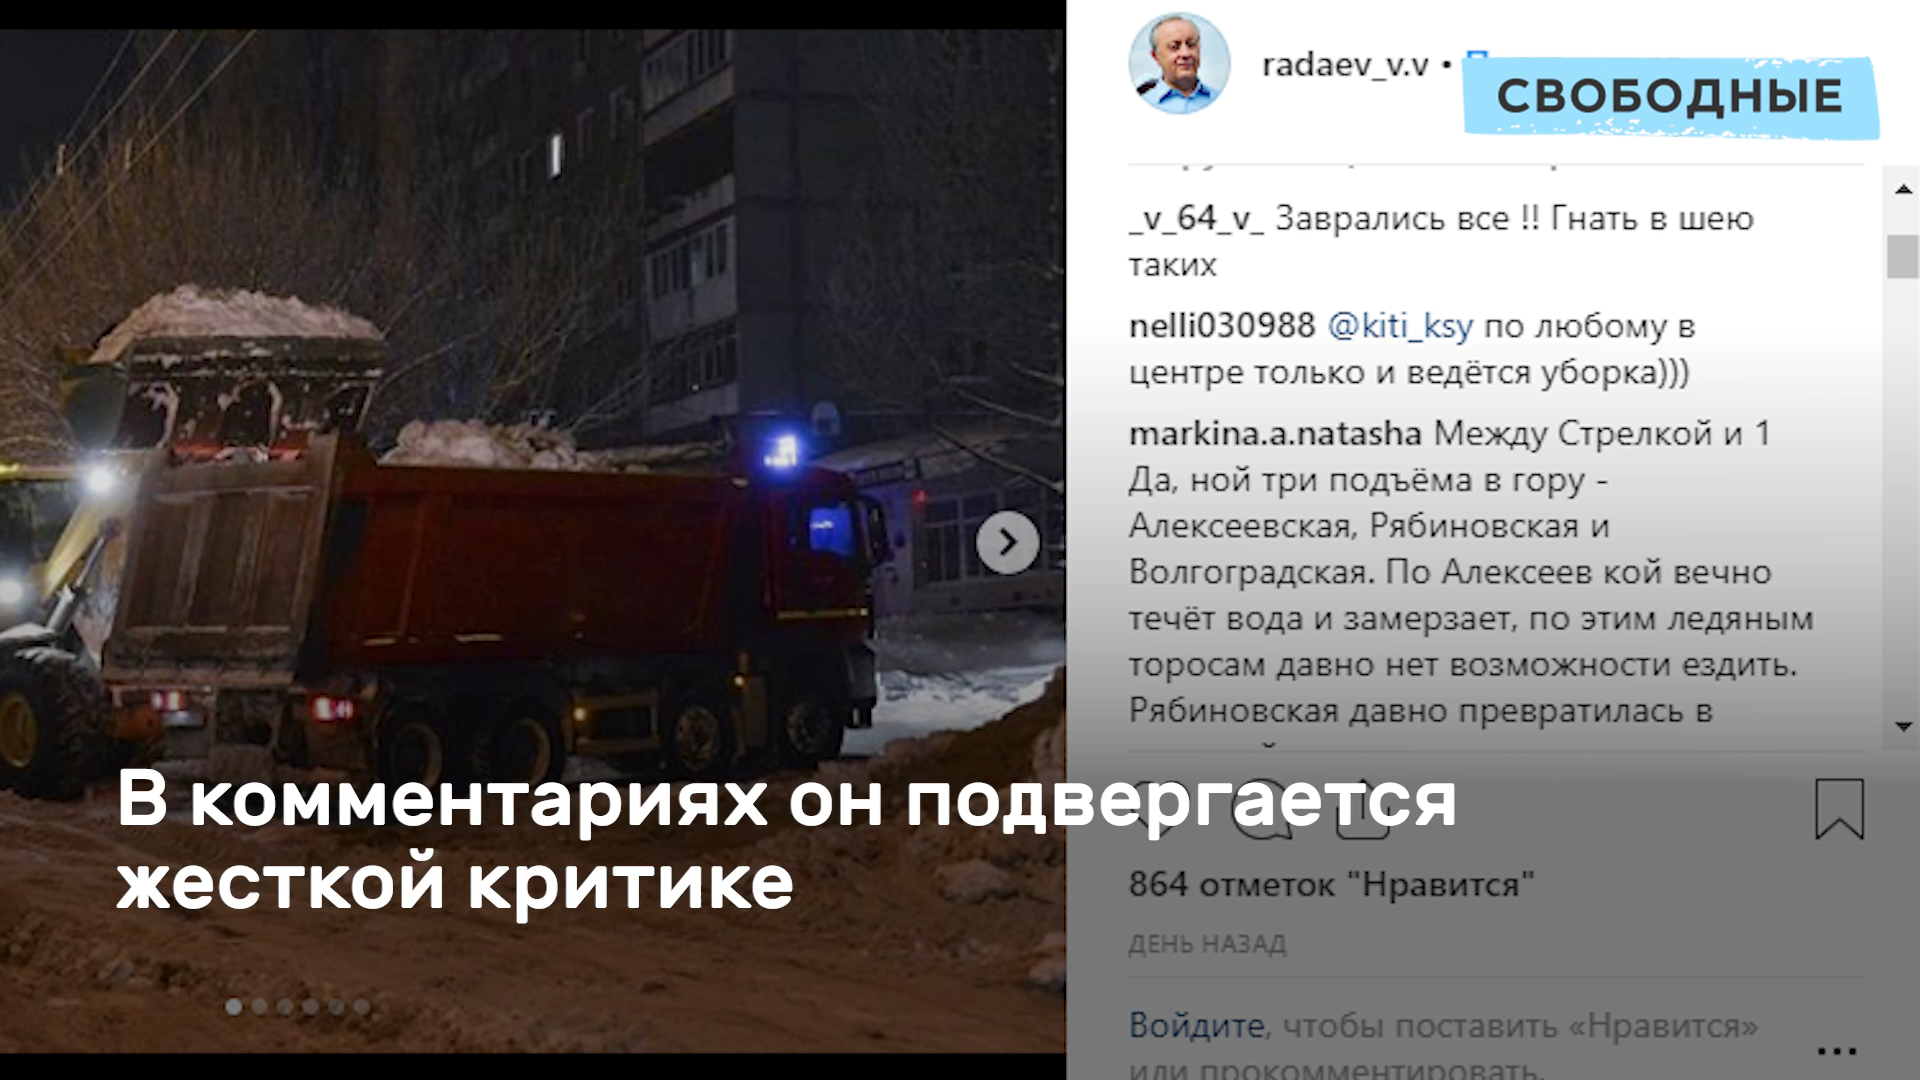 radaev_v.v •
СВОБОДНЫЕ
_v_64_v_ Заврались все !! Гнать в шею
таких
nelli030988 @kiti_ksy по любому в
центре только и ведётся уборка)))
markina.a.natasha Между Стрелкой и 1
Да, ной три подъёма в гору -
Алексеевская, Рябиновская и
Волгоградская. По Алексеев кой вечно
течёт вода и замерзает, по этим ледяным
торосам давно нет возможности ездить.
Рябиновская давно превратилась в
В комментариях он подвергается
жесткой критике
864 отметок "Нравится"
ДЕНЬ НАЗАД
Войдите, чтобы поставить «Нравится»
или прокомментировать.